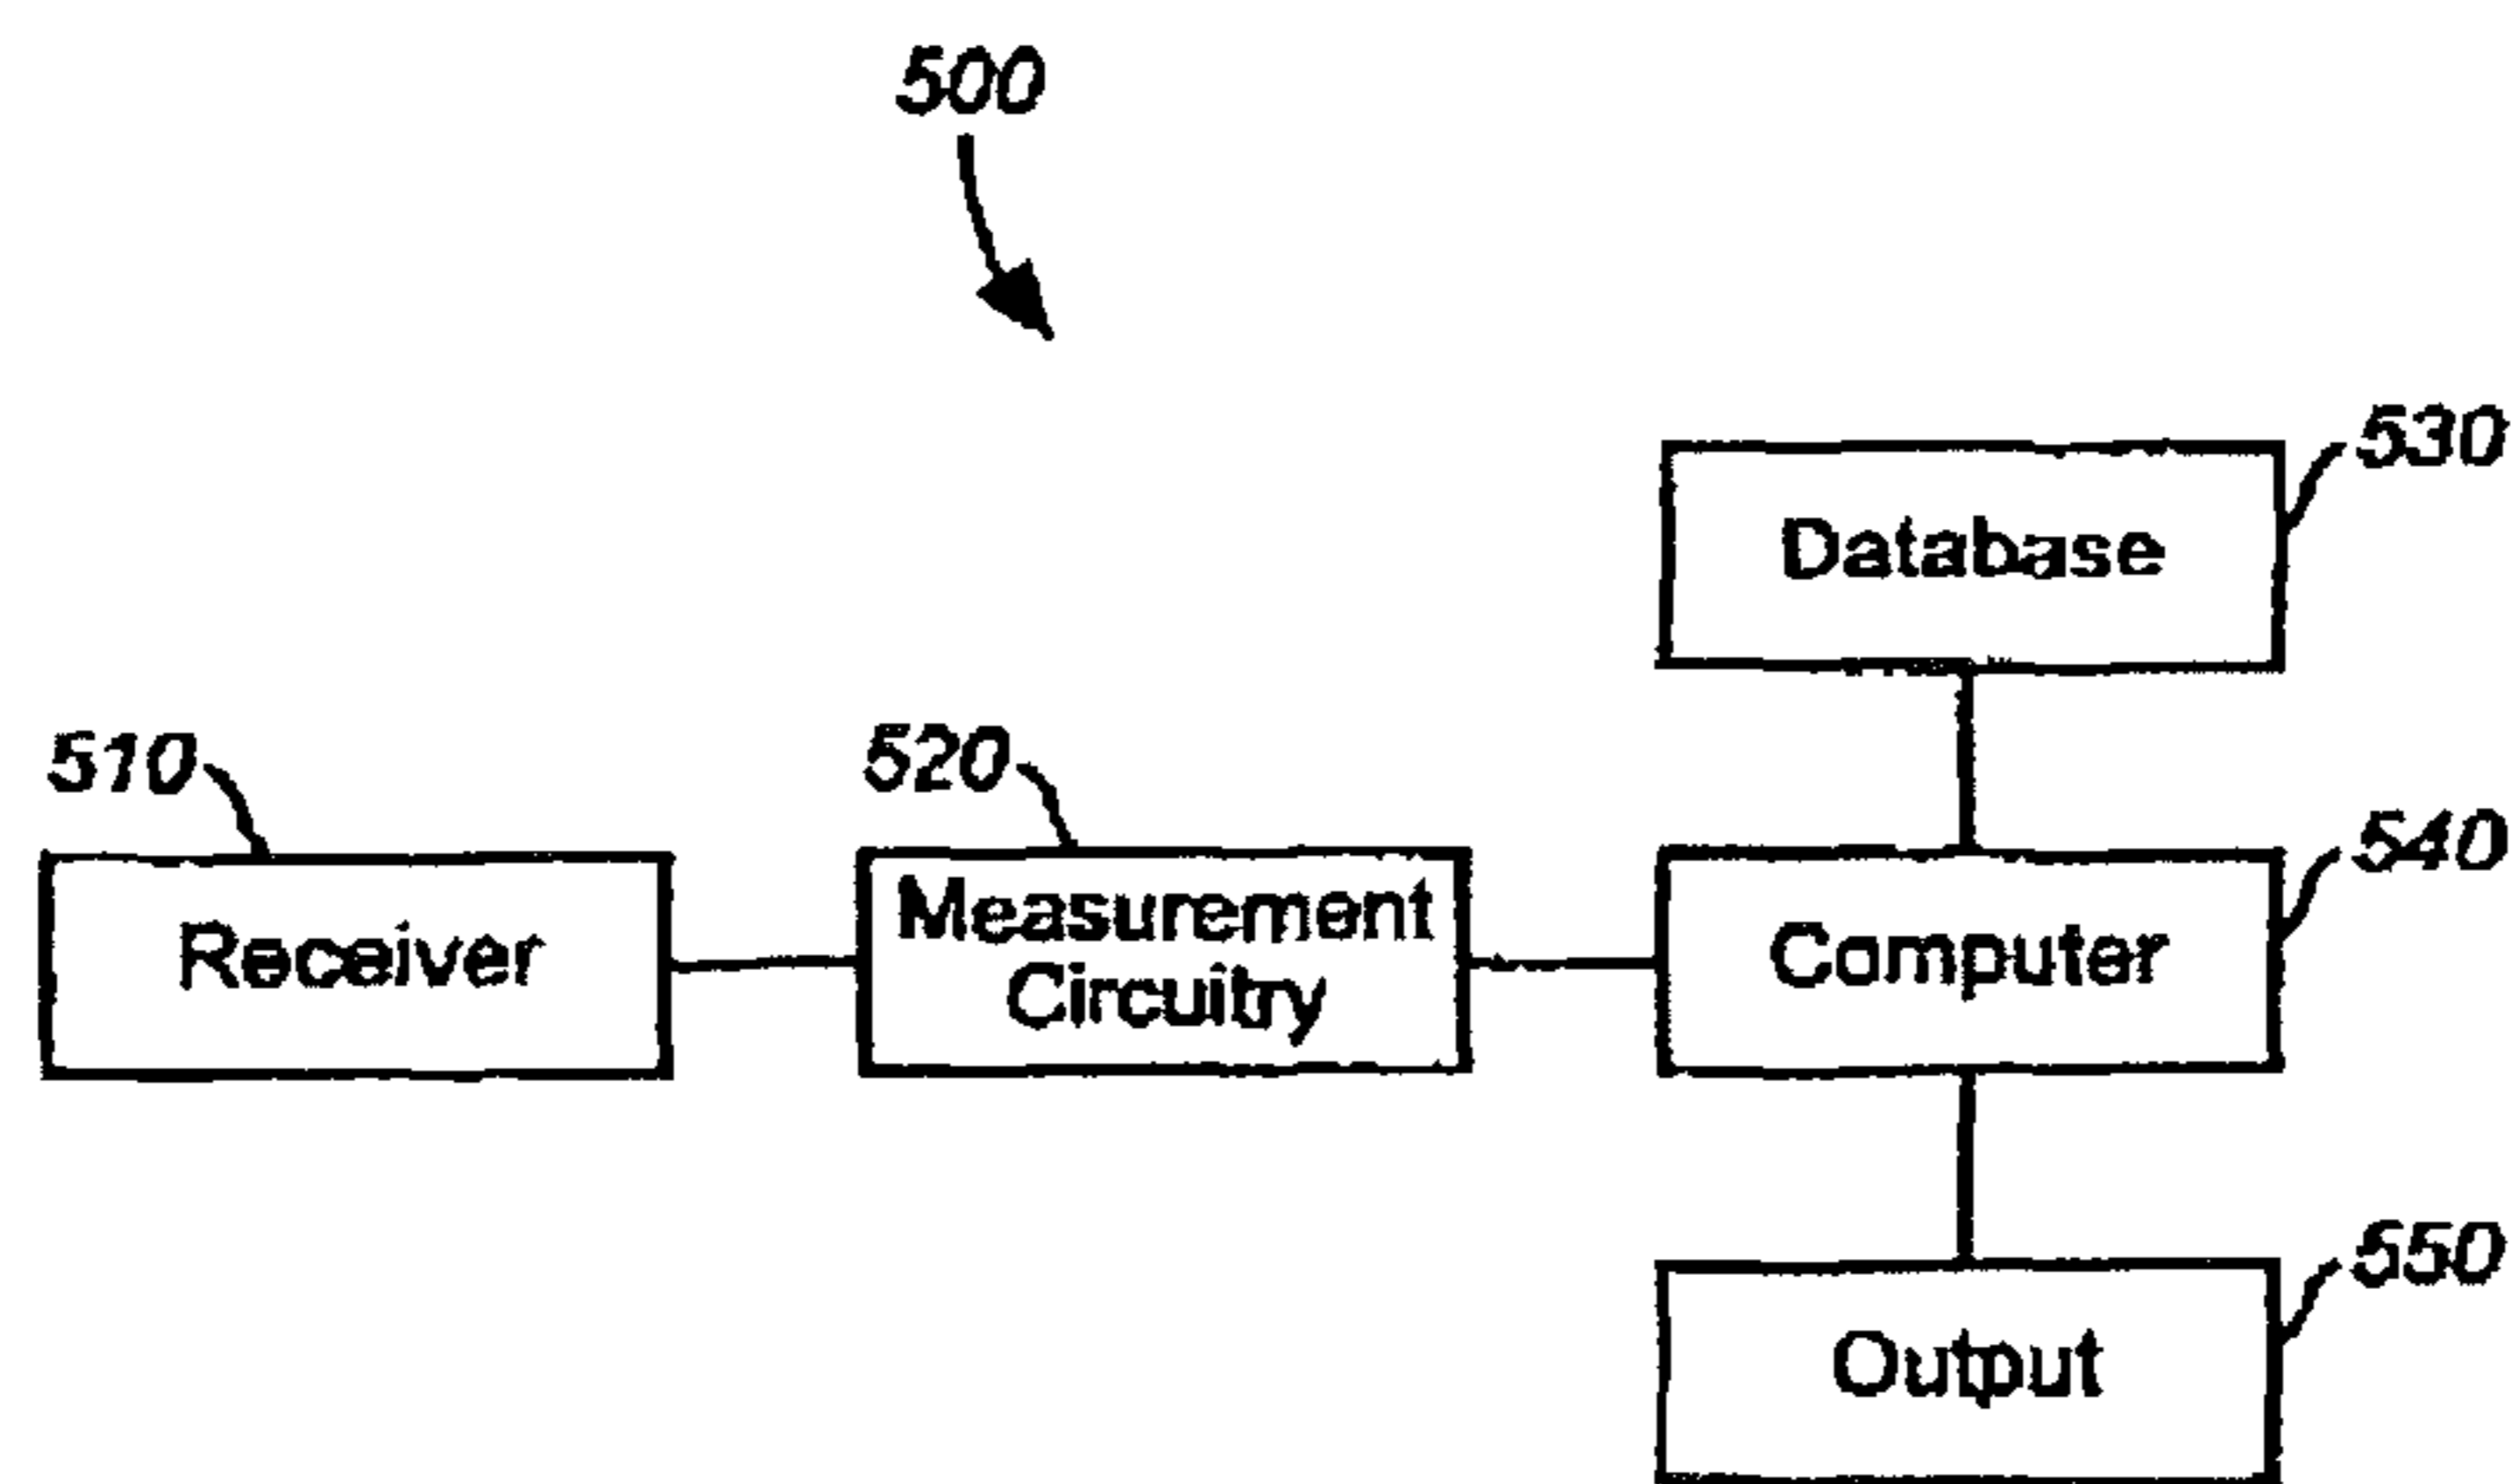 500
530
Database
510
520
540
Receiver
Measurement
Circuitry
Computer
550
Output